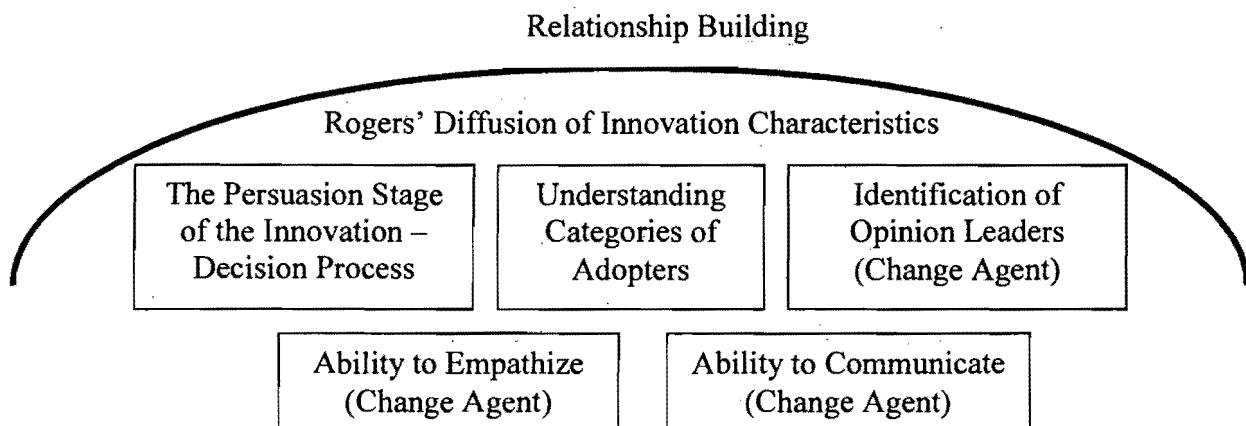 Relationship Building
Rogers' Diffusion of Innovation Characteristics
The Persuasion Stage
of the Innovation –
Decision Process
Understanding
Categories of
Adopters
Identification of
Opinion Leaders
(Change Agent)
Ability to Empathize
(Change Agent)
Ability to Communicate
(Change Agent)